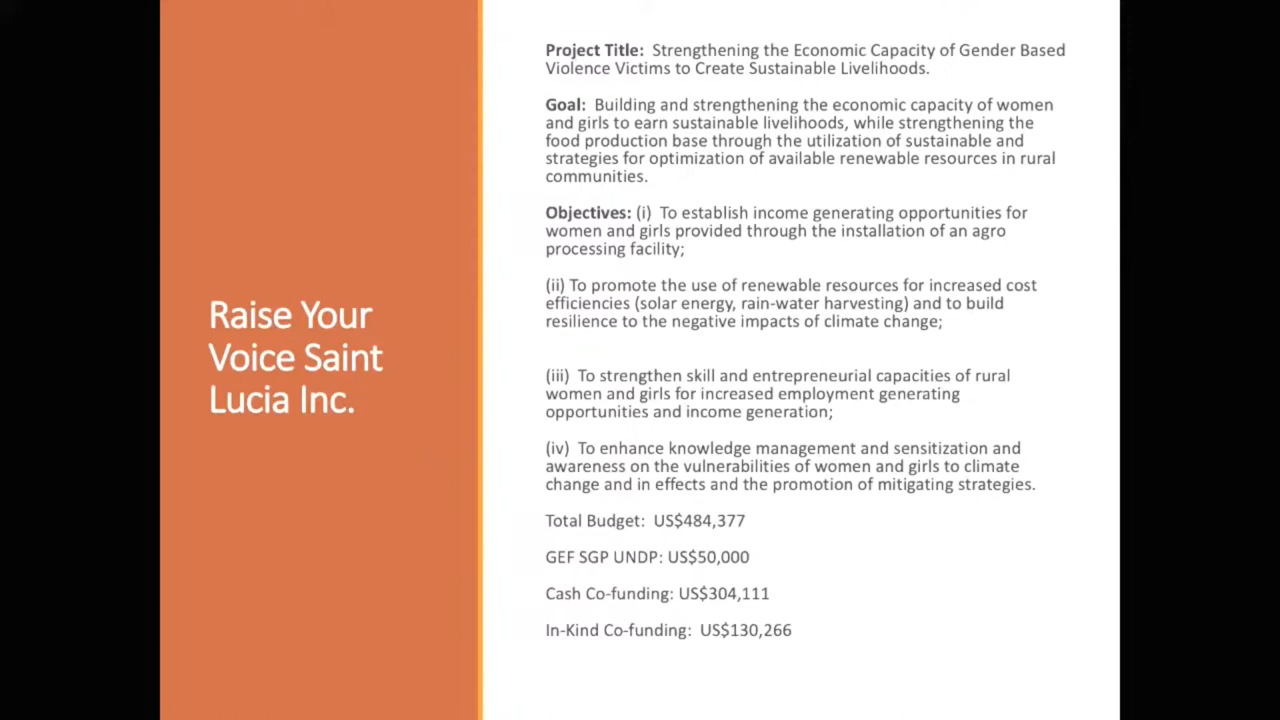 Raise Your
Voice Saint
Lucia Inc.
Project Title: Strengthening the Economic Capacity of Gender Based
Violence Victims to Create Sustainable Livelihoods.
Goal: Building and strengthening the economic capacity of women
and girls to earn sustainable livelihoods, while strengthening the
food production base through the utilization of sustainable and
strategies for optimization of available renewable resources in rural
communities.
Objectives: (i) To establish income generating opportunities for
women and girls provided through the installation of an agro
processing facility;
(ii) To promote the use of renewable resources for increased cost
efficiencies (solar energy, rain-water harvesting) and to build
resilience to the negative impacts of climate change;
(iii) To strengthen skill and entrepreneurial capacities of rural
women and girls for increased employment generating
opportunities and income generation;
(iv) To enhance knowledge management and sensitization and
awareness on the vulnerabilities of women and girls to climate
change and in effects and the promotion of mitigating strategies.
Total Budget: US$484,377
GEF SGP UNDP: US$50,000
Cash Co-funding: US$304,111
In-Kind Co-funding: US$130,266